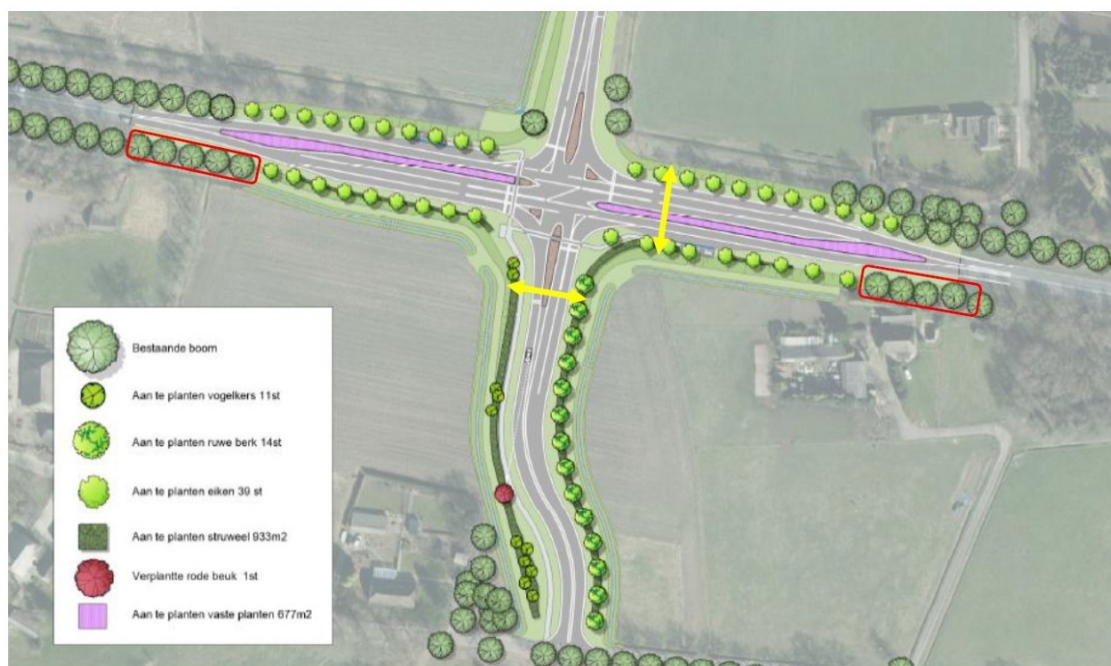 Bestaande boom
Aan te planten vogelkers 11st
Aan te planten ruwe berk 14st
Aan te planten eiken 39 st
Aan te planten struweel 933m2
Verplantte rode beuk 1st
Aan te planten vaste planten 677m2